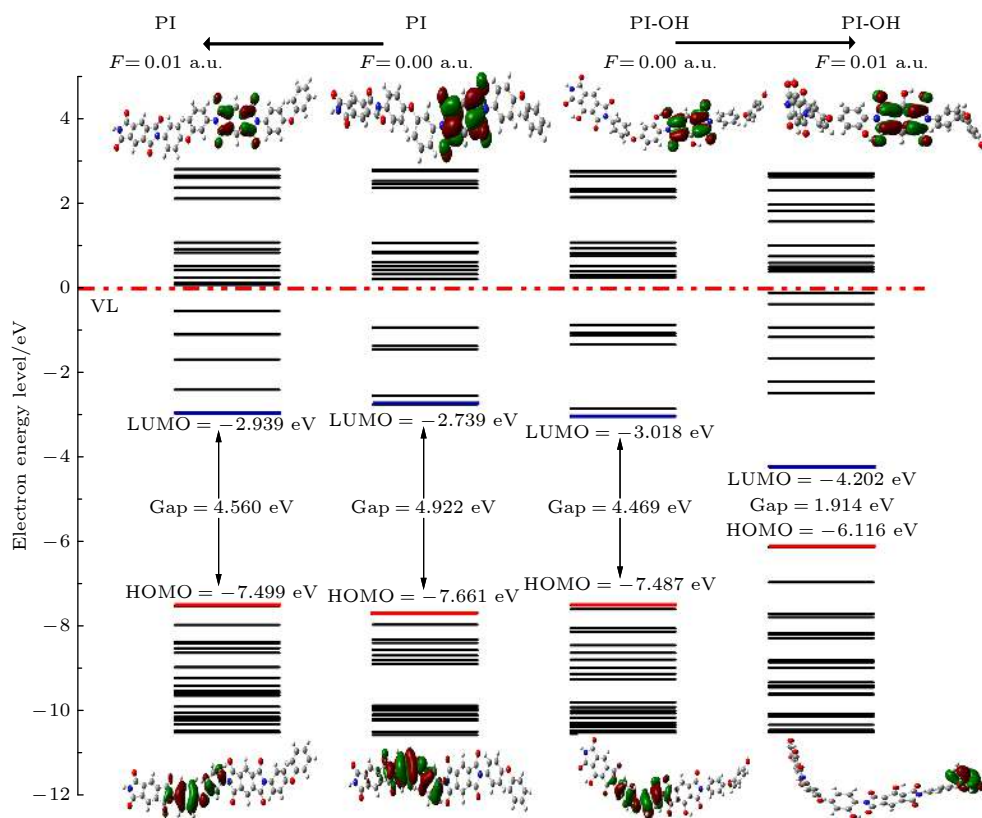 PI PI PI-OH PI-OH
F = 0.01 a.u. F = 0.00 a.u. F = 0.00 a.u. F = 0.01 a.u.
4
2
0
VL
−2
LUMO = −2.939 eV LUMO = −2.739 eV LUMO = −3.018 eV
−4
LUMO = −4.202 eV
Gap = 4.560 eV Gap = 4.922 eV Gap = 4.469 eV Gap = 1.914 eV
HOMO = −6.116 eV
−6
HOMO = −7.499 eV HOMO = −7.661 eV HOMO = −7.487 eV
−8
−10
−12
Electron energy level/eV